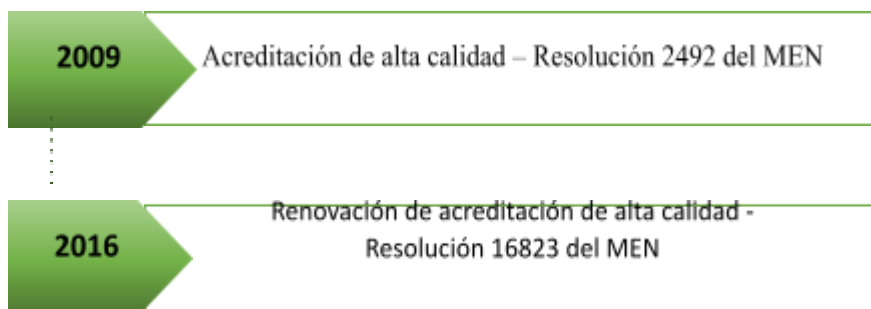 2009
Acreditación de alta calidad – Resolución 2492 del MEN
2016
Renovación de acreditación de alta calidad -
Resolución 16823 del MEN